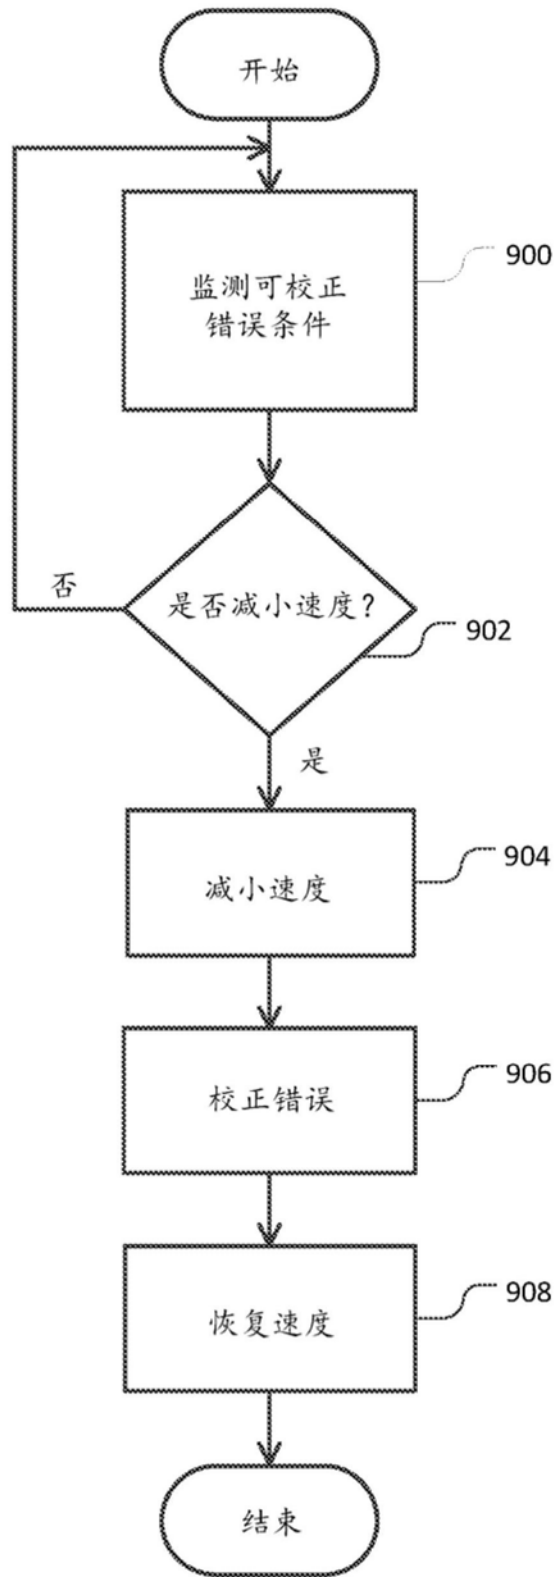 开始
900
监测可校正
错误条件
否
是否减小速度?
902
是
904
减小速度
906
校正错误
908
恢复速度
结束